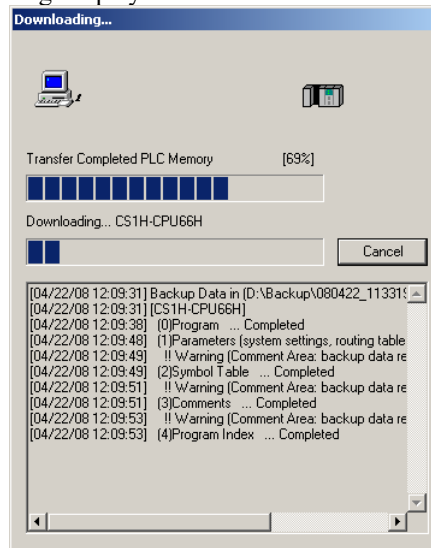 Downloading...
Transfer Completed PLC Memory [69%]
Downloading... CS1H-CPU66H
Cancel
[04/22/08 12:09:31] Backup Data in (D:\Backup\080422_11331
[04/22/08 12:09:31] [CS1H-CPU66H]
[04/22/08 12:09:38] (0)Program ... Completed
[04/22/08 12:09:48] (1)Parameters (system settings, routing table
[04/22/08 12:09:49] !! Warning (Comment Area: backup data re
[04/22/08 12:09:49] (2)Symbol Table ... Completed
[04/22/08 12:09:51] !! Warning (Comment Area: backup data re
[04/22/08 12:09:51] (3)Comments ... Completed
[04/22/08 12:09:53] !! Warning (Comment Area: backup data re
[04/22/08 12:09:53] (4)Program Index ... Completed